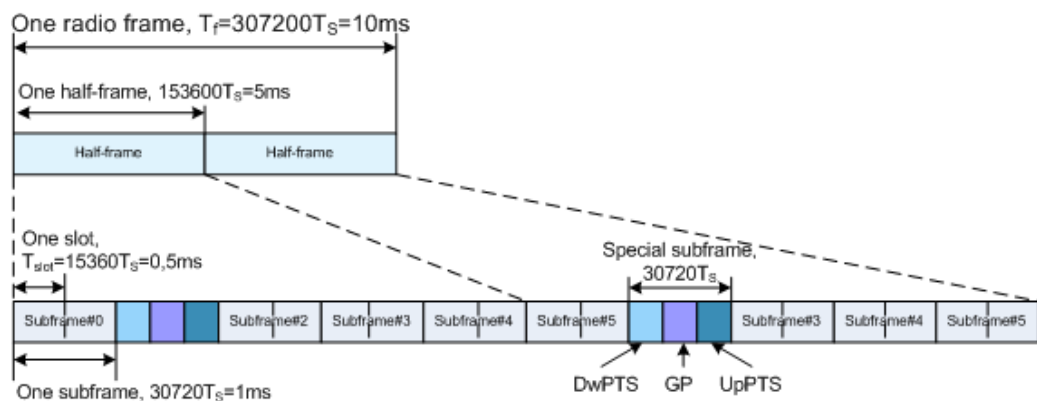 One radio frame, Tf=307200TS=10ms
One half-frame, 153600TS=5ms
Half-frame
Half-frame
One slot,
Tslot=15360TS=0,5ms
Special subframe,
30720TS
Subframe#0
Subframe#2
Subframe#3
Subframe#4
Subframe#5
Subframe#3
Subframe#4
Subframe#5
DwPTS
GP
UpPTS
One subframe, 30720TS=1ms